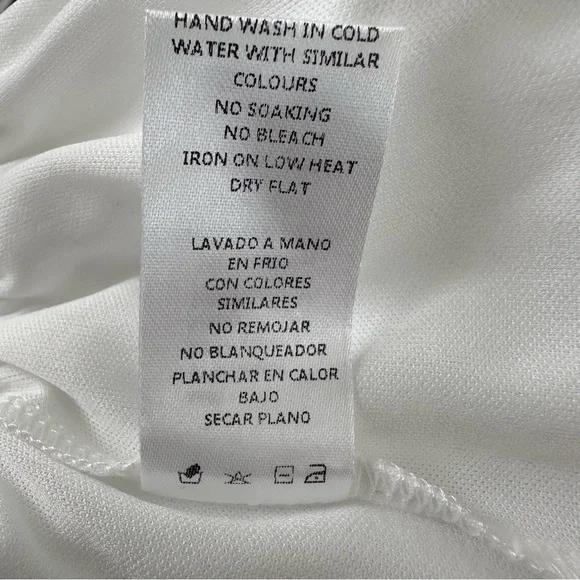 HAND WASH IN COLD
WATER WITH SIMILAR
COLOURS
NO SOAKING
NO BLEACH
IRON ON LOW HEAT
DRY FLAT
LAVADO A MANO
EN FRIO
CON COLORES
SIMILARES
NO REMOJAR
NO BLANQUEADOR
PLANCHAR EN CALOR
BAJO
SECAR PLANO